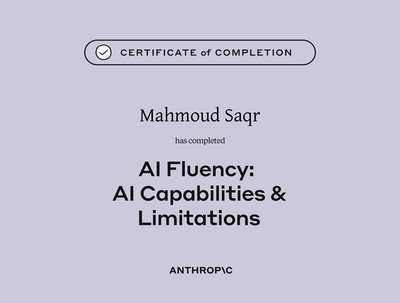 CERTIFICATE of COMPLETION
Mahmoud Saqr
has completed
AI Fluency:
AI Capabilities &
Limitations
ANTHROP\C